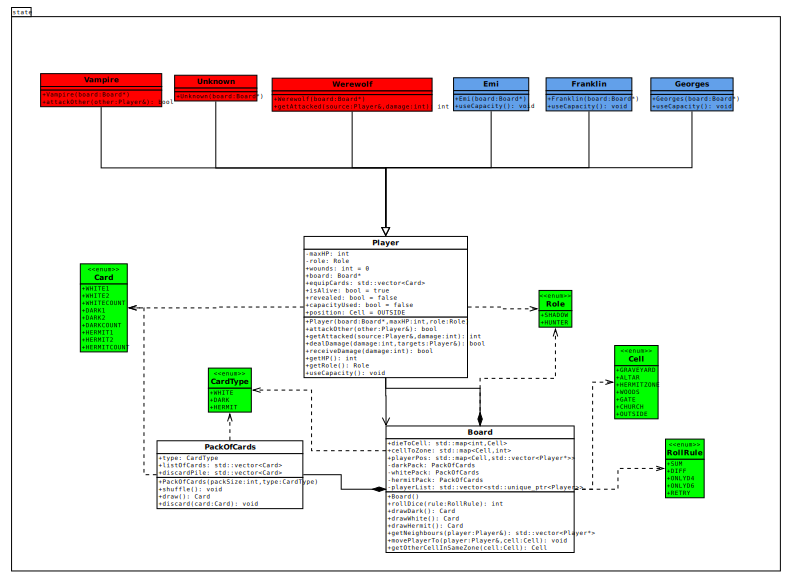 state
Vampire
+Vampire(board:Board*)
+attackOther(other:Player&): bool
Unknown
+Unknown(board:Board*)
Werewolf
+Werewolf(board:Board*)
+getAttacked(source:Player&,damage:int): int
Emi
+Emi(board:Board*)
+useCapacity(): void
Franklin
+Franklin(board:Board*)
+useCapacity(): void
Georges
+Georges(board:Board*)
+useCapacity(): void
Player
-maxHP: int
-role: Role
+wounds: int = 0
+board: Board*
+equipCards: std::vector<Card>
+isAlive: bool = true
+revealed: bool = false
+capacityUsed: bool = false
+position: Cell = OUTSIDE
+Player(board:Board*,maxHP:int,role:Role)
+attackOther(other:Player&): bool
+getAttacked(source:Player&,damage:int): int
+dealDamage(damage:int,targets:Player&): bool
+receiveDamage(damage:int): bool
+getHP(): int
+getRole(): Role
+useCapacity(): void
<<enum>>
Card
+WHITE1
+WHITE2
+WHITECOUNT
+DARK1
+DARK2
+DARKCOUNT
+HERMIT1
+HERMIT2
+HERMITCOUNT
<<enum>>
Role
+SHADOW
+HUNTER
<<enum>>
Cell
+GRAVEYARD
+ALTAR
+HERMITZONE
+WOODS
+GATE
+CHURCH
+OUTSIDE
<<enum>>
CardType
+WHITE
+DARK
+HERMIT
PackOfCards
+type: CardType
+listOfCards: std::vector<Card>
+discardPile: std::vector<Card>
+PackOfCards(packSize:int,type:CardType)
+shuffle(): void
+draw(): Card
+discard(card:Card): void
Board
+dieToCell: std::map<int,Cell>
+cellToZone: std::map<Cell,int>
+playerPos: std::map<Cell,std::vector<Player*>>
-darkPack: PackOfCards
-whitePack: PackOfCards
-hermitPack: PackOfCards
-playerList: std::vector<std::unique_ptr<Player>>
+Board()
+rollDice(rule:RollRule): int
+drawDark(): Card
+drawWhite(): Card
+drawHermit(): Card
+getNeighbours(player:Player&): std::vector<Player*>
+movePlayerTo(player:Player&,cell:Cell): void
+getOtherCellInSameZone(cell:Cell): Cell
<<enum>>
RollRule
+SUM
+DIFF
+ONLYD4
+ONLYD6
+RETRY